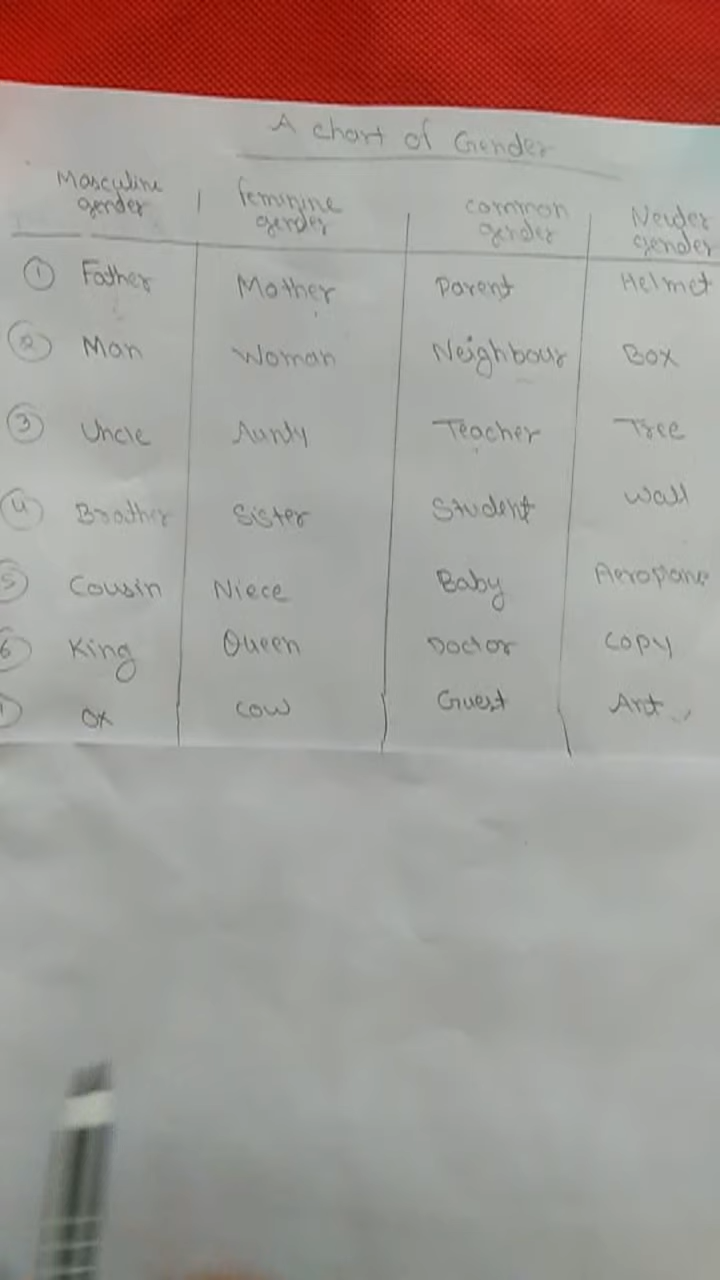 A chart of Gender
Masculine gender feminine gender common gender Neuder gender
1 Father Mother Parent Helmet
2 Man Woman Neighbour Box
3 Uncle Aunly Teacher Tree
4 Brother Sister Student Wall
5 Cousin Niece Baby Aeroplane
6 King Queen Doctor Copy
Ox Cow Guest Art